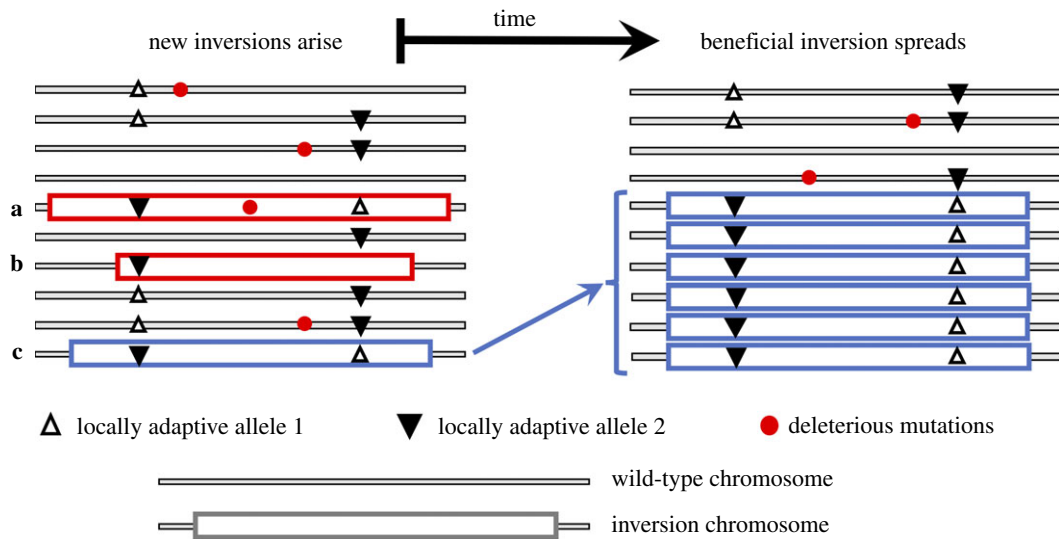 time
new inversions arise
beneficial inversion spreads
a
b
c
locally adaptive allele 1
locally adaptive allele 2
deleterious mutations
wild-type chromosome
inversion chromosome